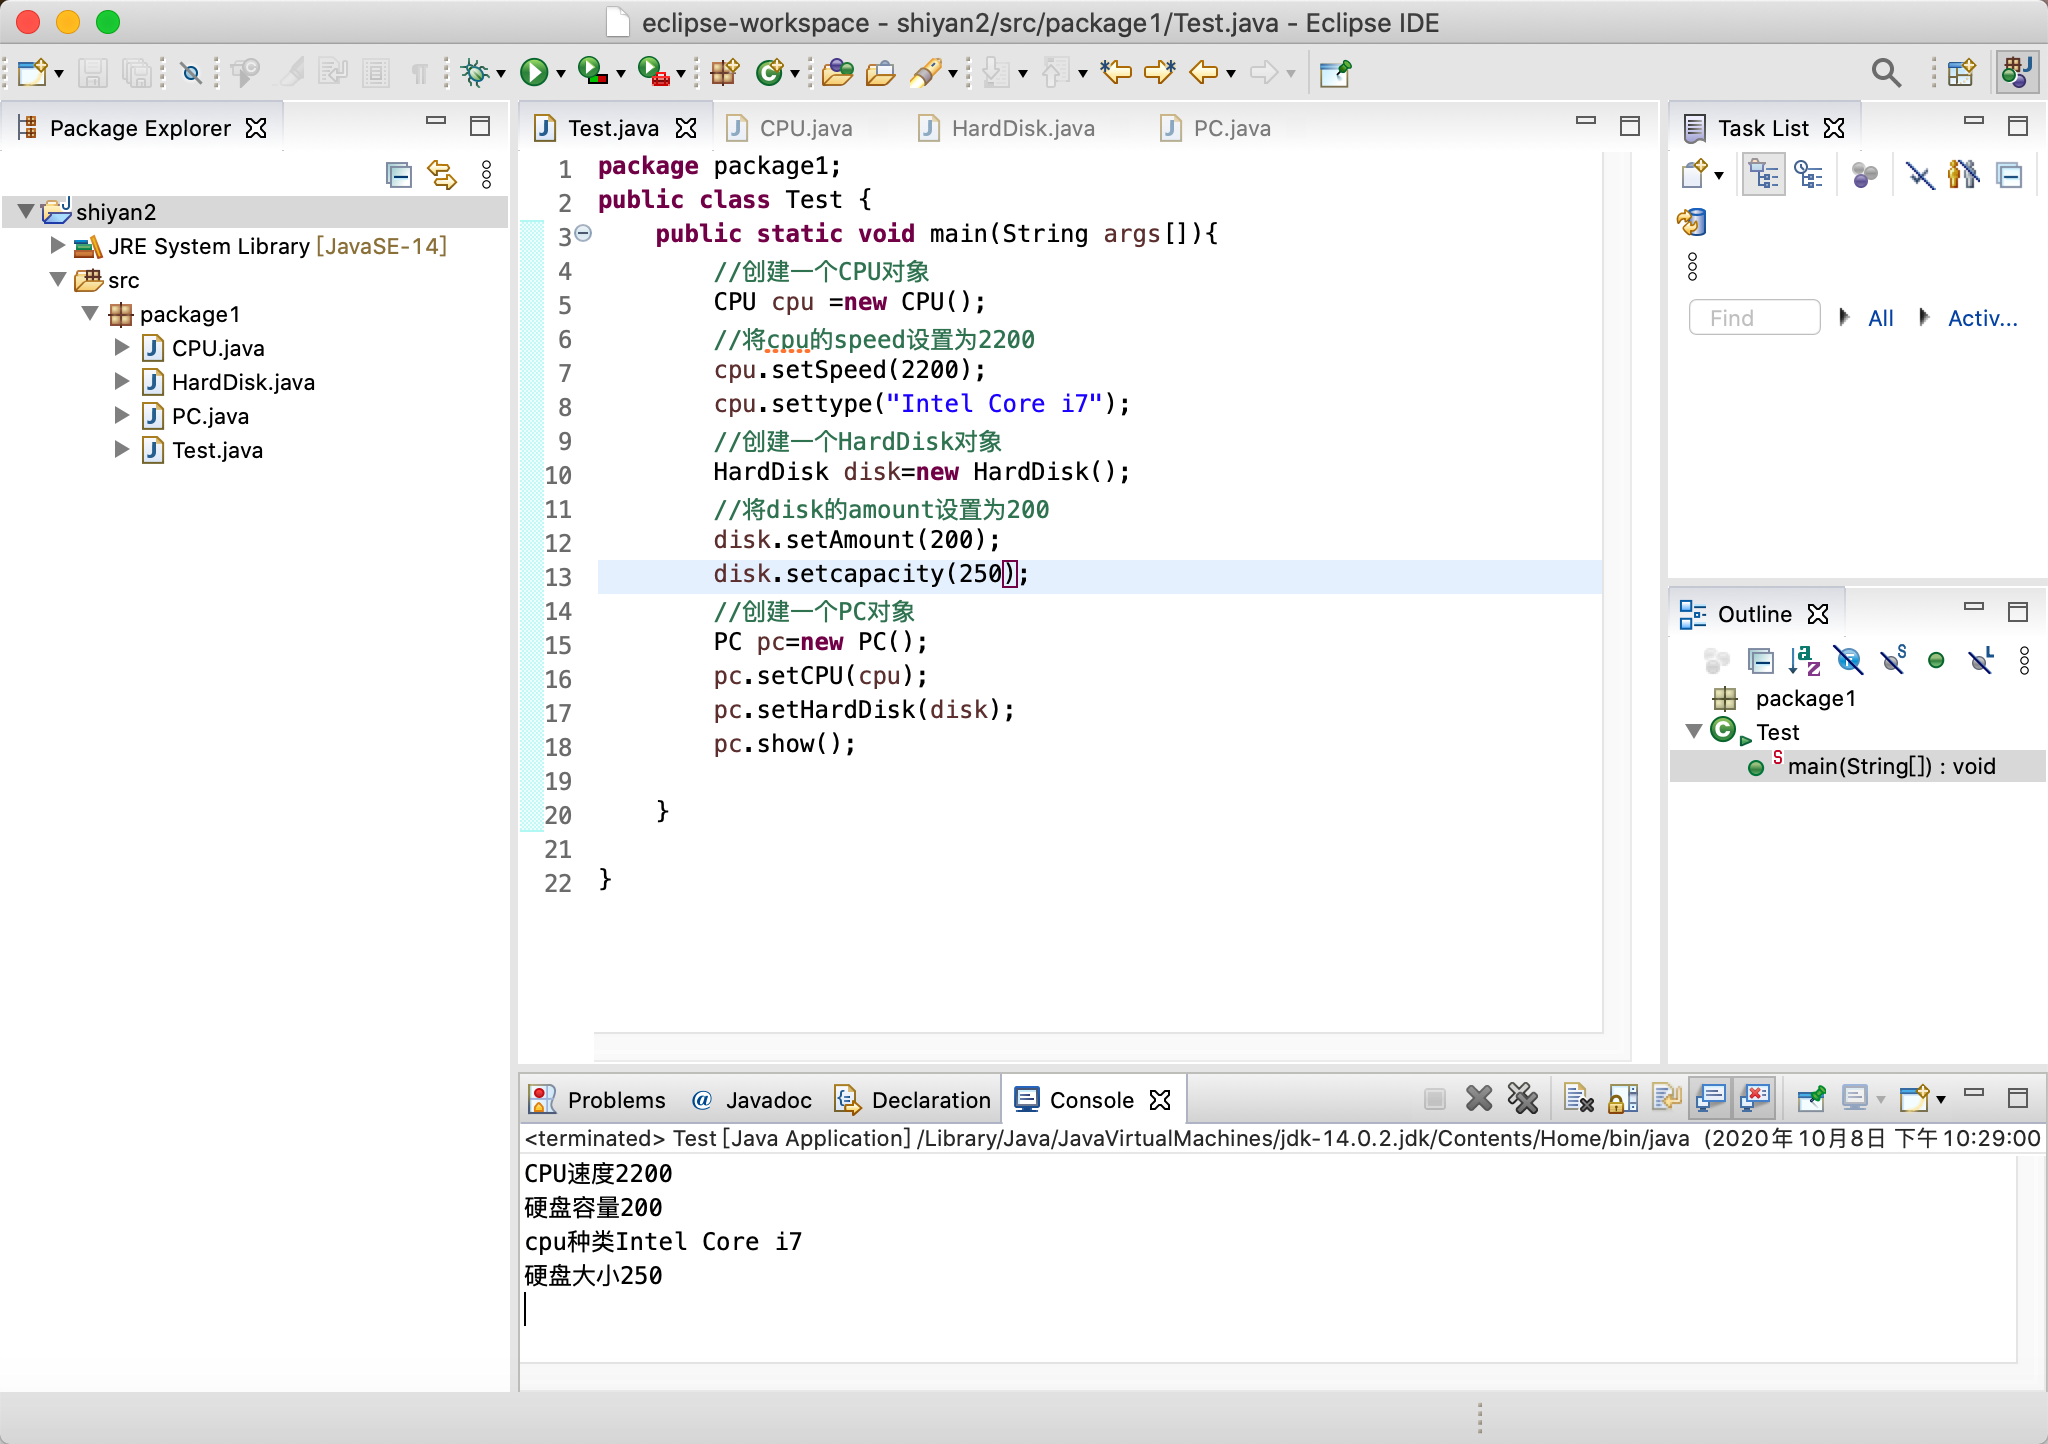 eclipse-workspace - shiyan2/src/package1/Test.java - Eclipse IDE
Package Explorer
shiyan2
JRE System Library [JavaSE-14]
src
package1
CPU.java
HardDisk.java
PC.java
Test.java
Test.java
CPU.java
HardDisk.java
PC.java
1 package package1;
2 public class Test {
3 public static void main(String args[]){
4 //创建一个CPU对象
5 CPU cpu =new CPU();
6 //将cpu的speed设置为2200
7 cpu.setSpeed(2200);
8 cpu.settype("Intel Core i7");
9 //创建一个HardDisk对象
10 HardDisk disk=new HardDisk();
11 //将disk的amount设置为200
12 disk.setAmount(200);
13 disk.setcapacity(250);
14 //创建一个PC对象
15 PC pc=new PC();
16 pc.setCPU(cpu);
17 pc.setHardDisk(disk);
18 pc.show();
19
20 }
21
22 }
Task List
Find
All
Activ...
Outline
package1
Test
main(String[]) : void
Problems
@ Javadoc
Declaration
Console
<terminated> Test [Java Application] /Library/Java/JavaVirtualMachines/jdk-14.0.2.jdk/Contents/Home/bin/java (2020年10月8日 下午10:29:00
CPU速度2200
硬盘容量200
cpu种类Intel Core i7
硬盘大小250